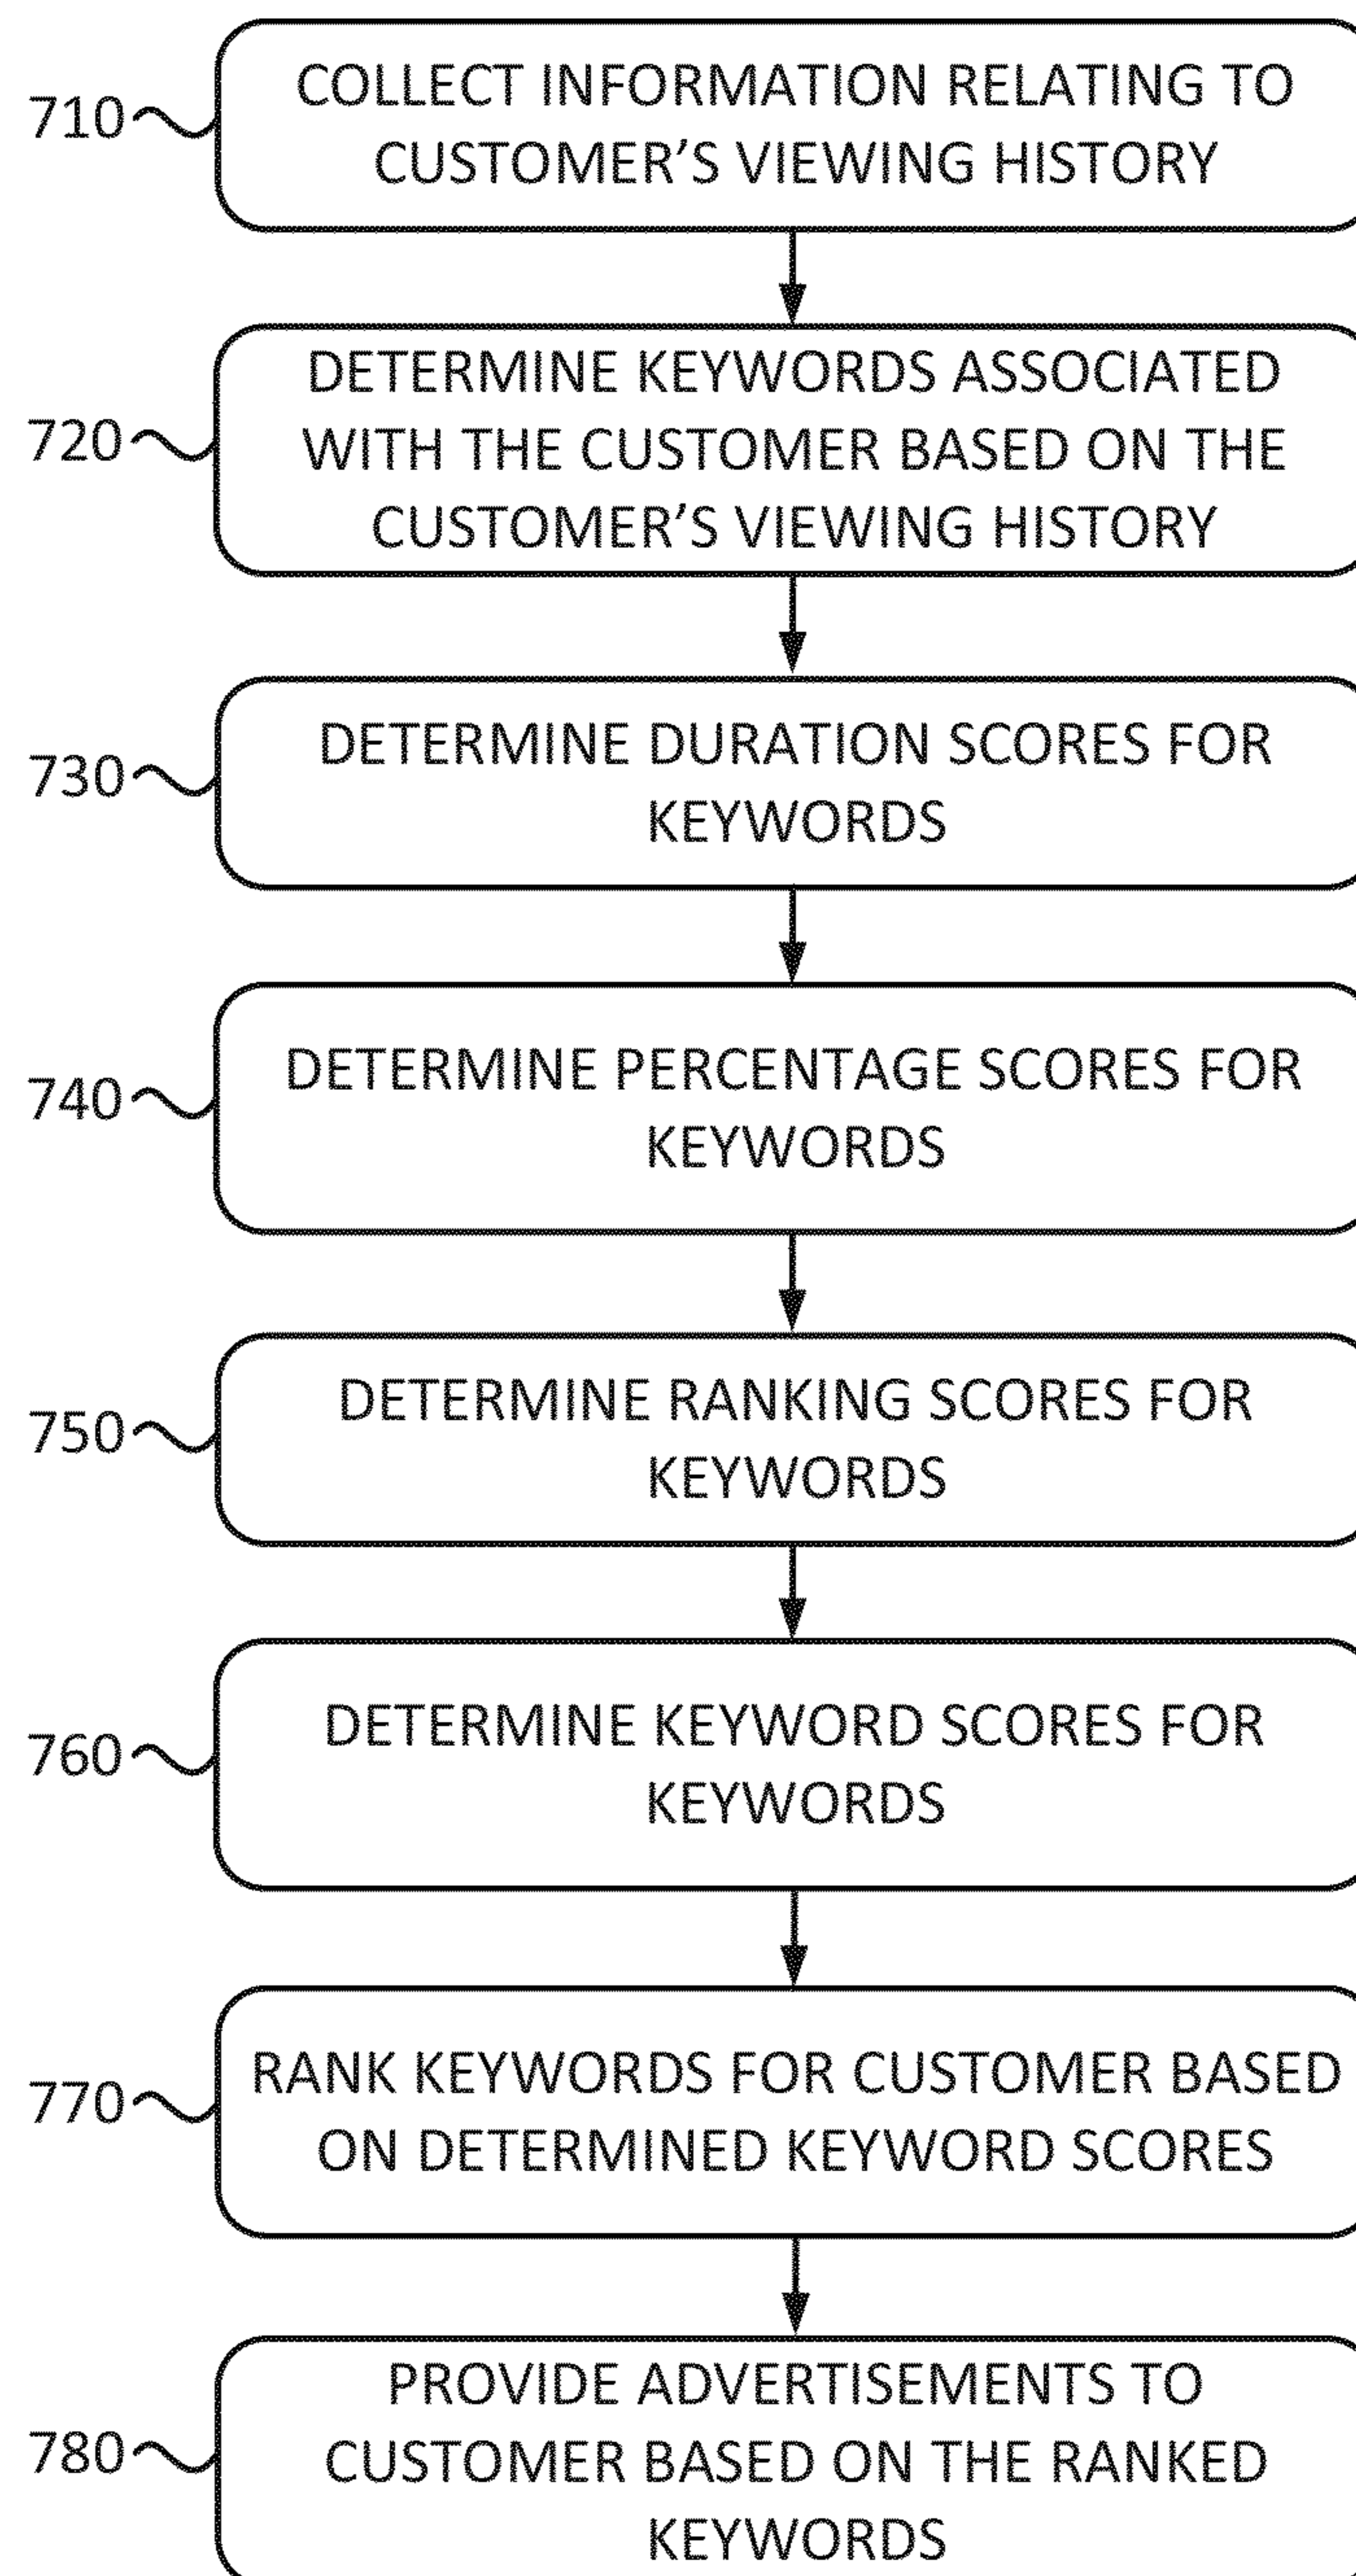 COLLECT INFORMATION RELATING TO
710
CUSTOMER'S VIEWING HISTORY
DETERMINE KEYWORDS ASSOCIATED
720
WITH THE CUSTOMER BASED ON THE
CUSTOMER'S VIEWING HISTORY
DETERMINE DURATION SCORES FOR
730
KEYWORDS
DETERMINE PERCENTAGE SCORES FOR
740
KEYWORDS
DETERMINE RANKING SCORES FOR
750
KEYWORDS
DETERMINE KEYWORD SCORES FOR
760
KEYWORDS
RANK KEYWORDS FOR CUSTOMER BASED
770
ON DETERMINED KEYWORD SCORES
PROVIDE ADVERTISEMENTS TO
780
CUSTOMER BASED ON THE RANKED
KEYWORDS